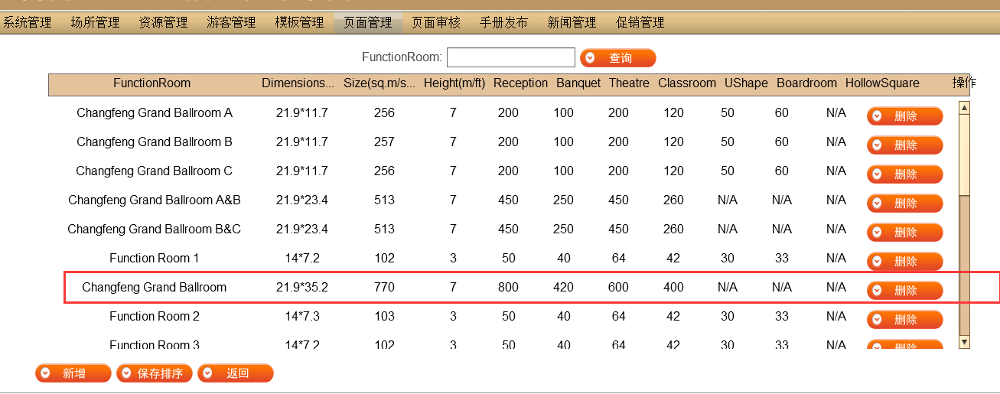 系统管理 场所管理 资源管理 游客管理 模板管理 页面管理 页面审核 手册发布 新闻管理 促销管理
FunctionRoom: 查询
FunctionRoom Dimensions... Size(sq.m/s... Height(m/ft) Reception Banquet Theatre Classroom UShape Boardroom HollowSquare 操作
Changfeng Grand Ballroom A 21.9*11.7 256 7 200 100 200 120 50 60 N/A 删除
Changfeng Grand Ballroom B 21.9*11.7 257 7 200 100 200 120 50 60 N/A 删除
Changfeng Grand Ballroom C 21.9*11.7 256 7 200 100 200 120 50 60 N/A 删除
Changfeng Grand Ballroom A&B 21.9*23.4 513 7 450 250 450 260 N/A N/A N/A 删除
Changfeng Grand Ballroom B&C 21.9*23.4 513 7 450 250 450 260 N/A N/A N/A 删除
Function Room 1 14*7.2 102 3 50 40 64 42 30 33 N/A 删除
Changfeng Grand Ballroom 21.9*35.2 770 7 800 420 600 400 N/A N/A N/A 删除
Function Room 2 14*7.3 103 3 50 40 64 42 30 33 N/A 删除
Function Room 3 14*7.2 102 3 50 40 64 42 30 33 N/A 删除
新增 保存排序 返回